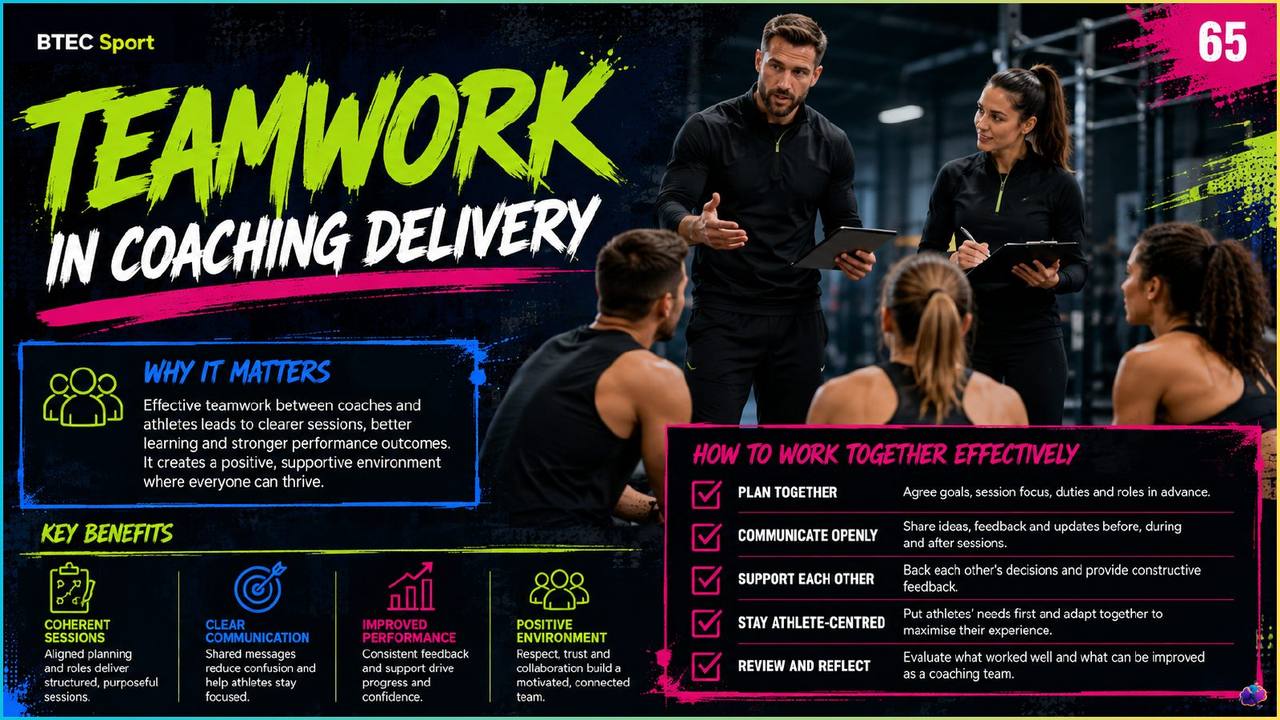 BTEC Sport
65
TEAMWORK
IN COACHING DELIVERY
WHY IT MATTERS
Effective teamwork between coaches and
athletes leads to clearer sessions, better
learning and stronger performance outcomes.
It creates a positive, supportive environment
where everyone can thrive.
KEY BENEFITS
COHERENT
SESSIONS
Aligned planning
and roles deliver
structured, purposeful
sessions.
CLEAR
COMMUNICATION
Shared messages
reduce confusion and
help athletes stay
focused.
IMPROVED
PERFORMANCE
Consistent feedback
and support drive
progress and
confidence.
POSITIVE
ENVIRONMENT
Respect, trust and
collaboration build a
motivated, connected
team.
HOW TO WORK TOGETHER EFFECTIVELY
PLAN TOGETHER
Agree goals, session focus, duties and roles in advance.
COMMUNICATE OPENLY
Share ideas, feedback and updates before, during
and after sessions.
SUPPORT EACH OTHER
Back each other's decisions and provide constructive
feedback.
STAY ATHLETE-CENTRED
Put athletes' needs first and adapt together to
maximise their experience.
REVIEW AND REFLECT
Evaluate what worked well and what can be improved
as a coaching team.